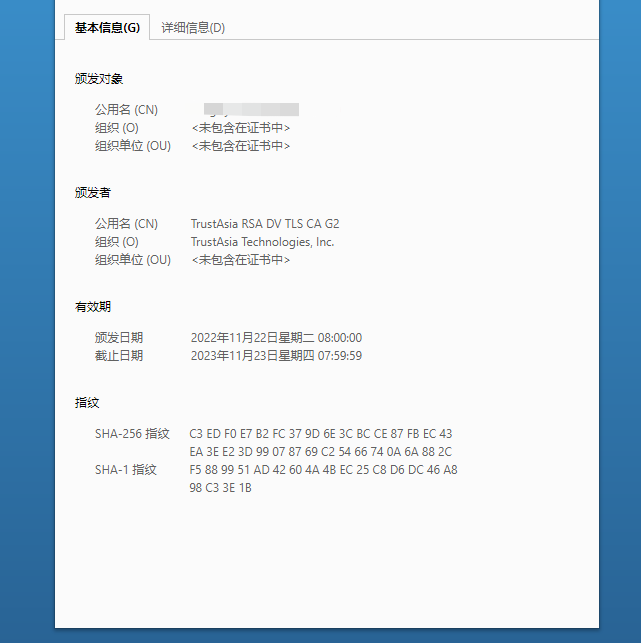 基本信息(G) 详细信息(D)
颁发对象
公用名 (CN)
组织 (O) <未包含在证书中>
组织单位 (OU) <未包含在证书中>
颁发者
公用名 (CN) TrustAsia RSA DV TLS CA G2
组织 (O) TrustAsia Technologies, Inc.
组织单位 (OU) <未包含在证书中>
有效期
颁发日期 2022年11月22日星期二 08:00:00
截止日期 2023年11月23日星期四 07:59:59
指纹
SHA-256 指纹 C3 ED F0 E7 B2 FC 37 9D 6E 3C BC CE 87 FB EC 43
EA 3E E2 3D 99 07 87 69 C2 54 66 74 0A 6A 88 2C
SHA-1 指纹 F5 88 99 51 AD 42 60 4A 4B EC 25 C8 D6 DC 46 A8
98 C3 3E 1B